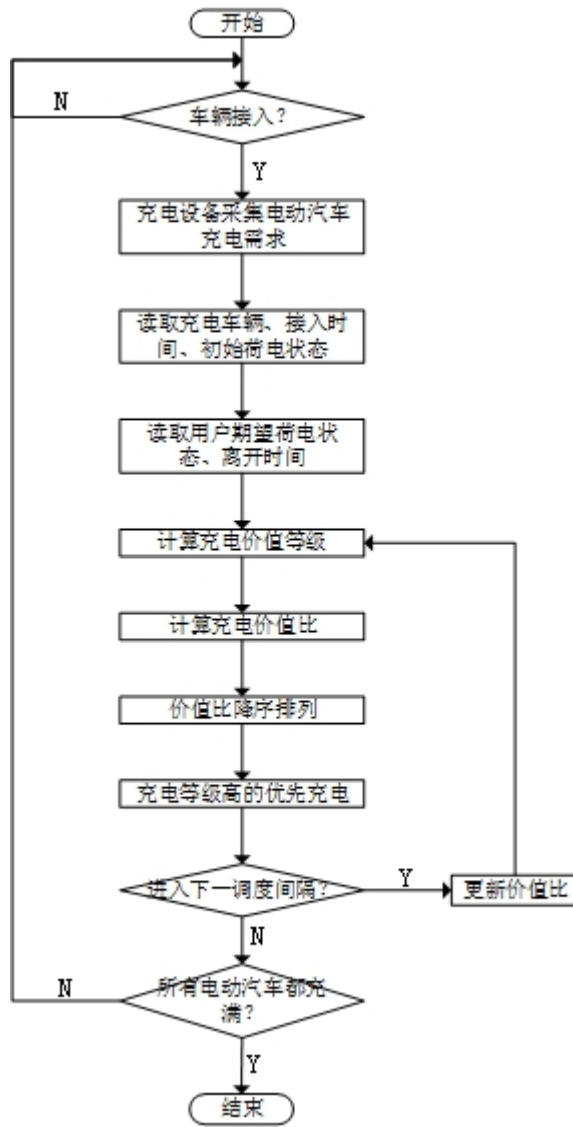 开始
N
车辆接入?
Y
充电设备采集电动汽车
充电需求
读取充电车辆、接入时
间、初始荷电状态
读取用户期望荷电状
态、离开时间
计算充电价值等级
计算充电价值比
价值比降序排列
充电等级高的优先充电
进入下一调度间隔?
Y
更新价值比
N
所有电动汽车都充
满?
N
Y
结束